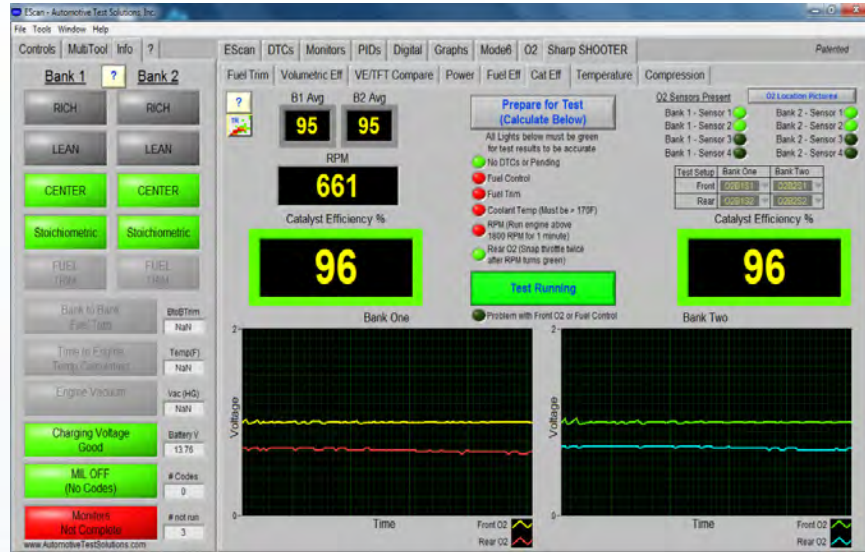 EScan - Automotive Test Solutions, Inc.
File Tools Window Help
Controls MultiTool Info ?
EScan DTCs Monitors PIDs Digital Graphs Mode6 O2 Sharp SHOOTER
Patented
Fuel Trim Volumetric Eff VE/TFT Compare Power Fuel Eff Cat Eff Temperature Compression
Bank 1 ? Bank 2
RICH RICH
LEAN LEAN
CENTER CENTER
Stoichiometric Stoichiometric
FUEL TRIM FUEL TRIM
Bank to Bank
Fuel Trim
BtoBTrim
NaN
Time to Engine
Temp(F)
NaN
Engine Vacuum
Vac (HG)
NaN
Charging Voltage
Good
Battery V
13.76
MIL OFF
(No Codes)
# Codes
0
Monitors
Not Complete
# not run
3
www.AutomotiveTestSolutions.com
?
B1 Avg B2 Avg
95 95
RPM
661
Catalyst Efficiency %
96
Prepare for Test
(Calculate Below)
All Lights below must be green
for test results to be accurate
No DTCs or Pending
Fuel Control
Fuel Trim
Coolant Temp (Must be > 170F)
RPM (Run engine above
1800 RPM for 1 minute)
Rear O2 (Snap throttle twice
after RPM turns green)
Test Running
Problem with Front O2 or Fuel Control
O2 Sensors Present
O2 Location Pictures
Bank 1 - Sensor 1 Bank 2 - Sensor 1
Bank 1 - Sensor 2 Bank 2 - Sensor 2
Bank 1 - Sensor 3 Bank 2 - Sensor 3
Bank 1 - Sensor 4 Bank 2 - Sensor 4
Test Setup Bank One Bank Two
Front O2B1S1 O2B2S1
Rear O2B1S2 O2B2S2
Catalyst Efficiency %
96
Bank One
2
Voltage
0
Time
Front O2
Rear O2
Bank Two
2
Voltage
0
Time
Front O2
Rear O2